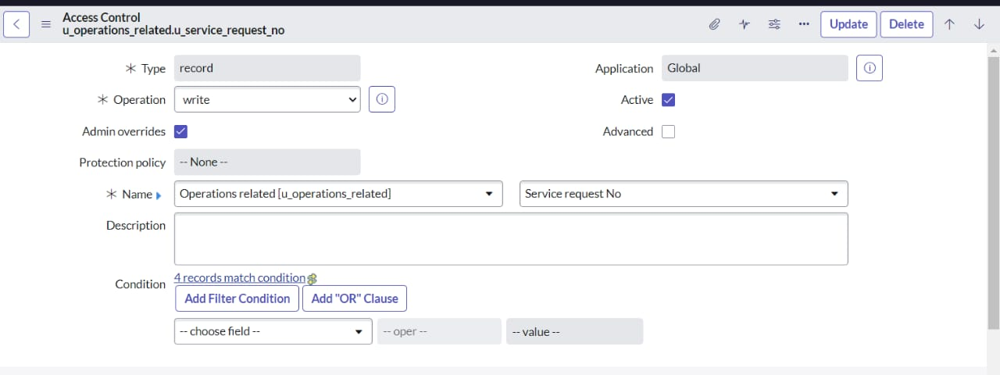 Access Control
u_operations_related.u_service_request_no
Update
Delete
* Type
record
Application
Global
* Operation
write
Active
Admin overrides
Advanced
Protection policy
-- None --
* Name
Operations related [u_operations_related]
Service request No
Description
Condition
4 records match condition
Add Filter Condition
Add "OR" Clause
-- choose field --
-- oper --
-- value --